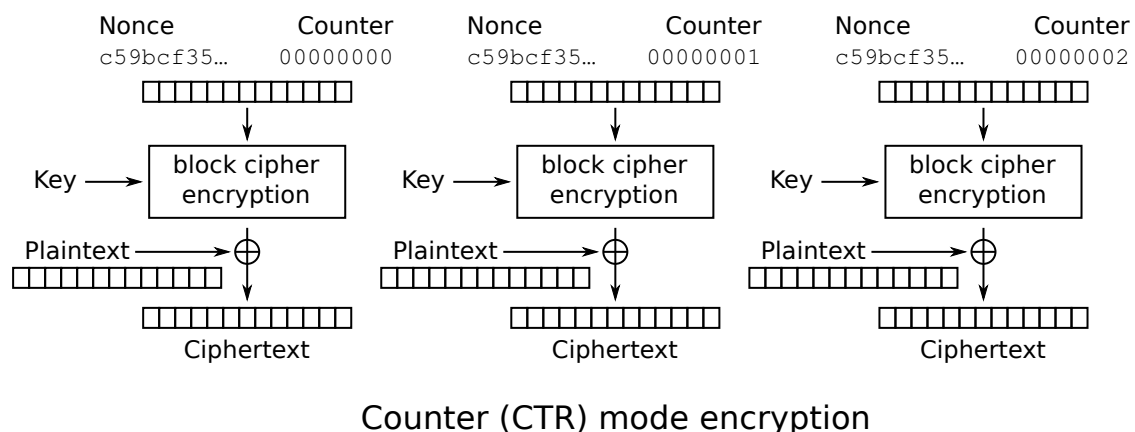 Nonce Counter Nonce Counter Nonce Counter
c59bcf35… 00000000 c59bcf35… 00000001 c59bcf35… 00000002
block cipher block cipher block cipher
Key encryption Key encryption Key encryption
Plaintext Plaintext Plaintext
Ciphertext Ciphertext Ciphertext
Counter (CTR) mode encryption